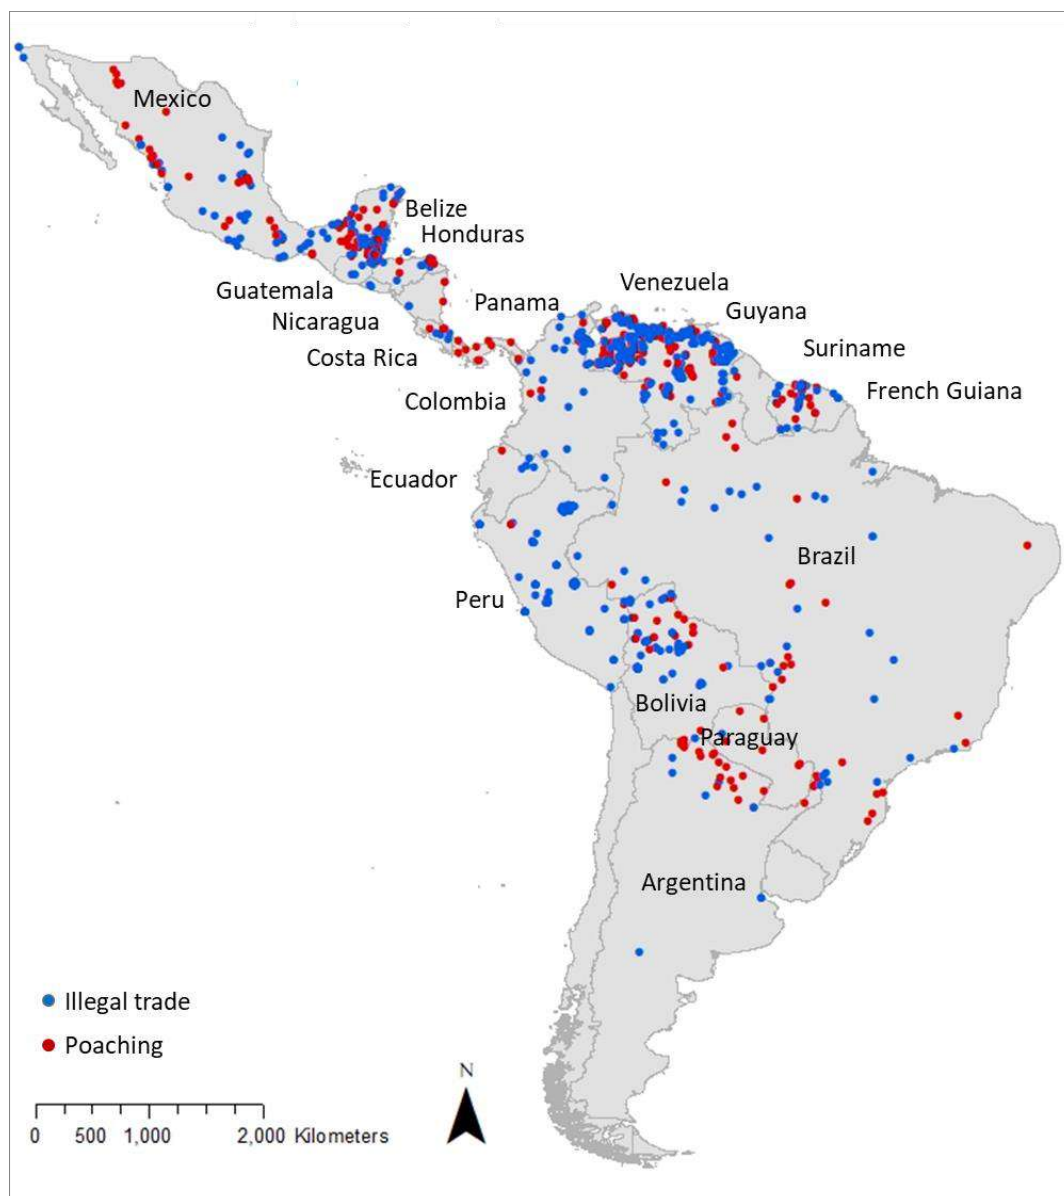 Mexico
Belize
Honduras
Guatemala
Nicaragua
Costa Rica
Panama
Venezuela
Guyana
Suriname
French Guiana
Colombia
Ecuador
Peru
Brazil
Bolivia
Paraguay
Argentina
Illegal trade
Poaching
N
0 500 1,000 2,000 Kilometers